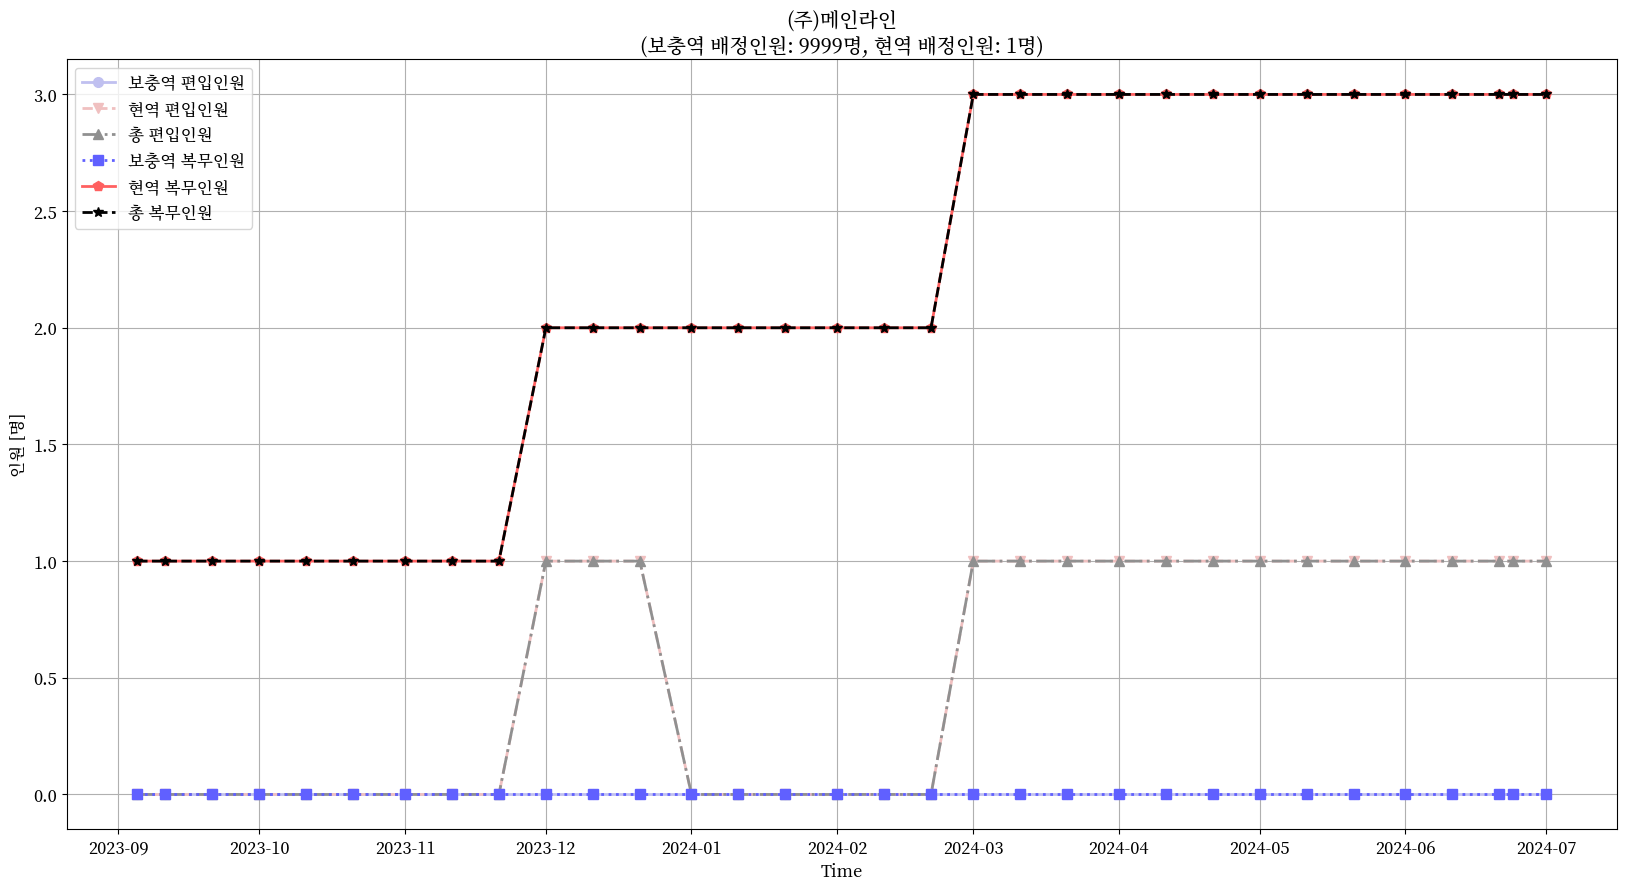 (주)메인라인
(보충역 배정인원: 9999명, 현역 배정인원: 1명)
보충역 편입인원
현역 편입인원
총 편입인원
보충역 복무인원
현역 복무인원
총 복무인원
인원 [명]
3.0
2.5
2.0
1.5
1.0
0.5
0.0
2023-09 2023-10 2023-11 2023-12 2024-01 2024-02 2024-03 2024-04 2024-05 2024-06 2024-07
Time